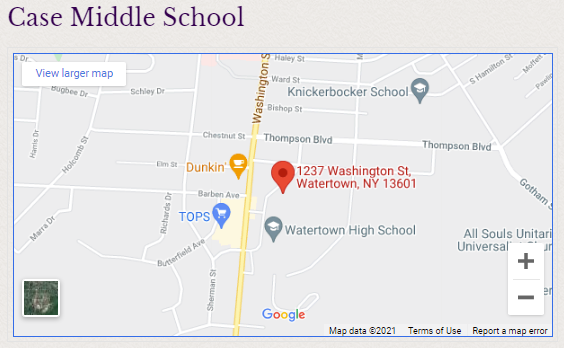 Case Middle School
View larger map
Haley St
Ward St
Washington S
S Hamilton St
Moffett
Bugbee Dr
Schley Dr
Knickerbocker School
Bishop St
Harris Dr
Holcomb St
Chestnut St
Thompson Blvd
Thompson Blvd
Elm St
Dunkin'
1237 Washington St,
Watertown, NY 13601
Gotham S
Barben Ave
Richards Dr
TOPS
Marra Dr
Watertown High School
All Souls Unitari
Universalist Chur
Butterfield Ave
Sherman St
+
−
Google
Map data ©2021 Terms of Use Report a map error